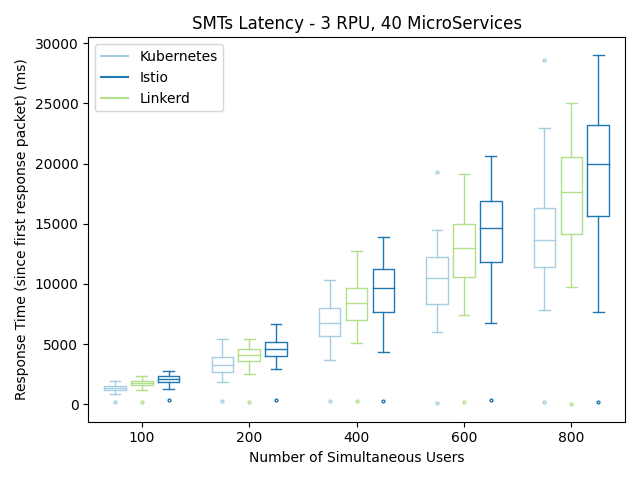 SMTs Latency - 3 RPU, 40 MicroServices
Response Time (since first response packet) (ms)
30000
25000
20000
15000
10000
5000
0
Kubernetes
Istio
Linkerd
100
200
400
600
800
Number of Simultaneous Users